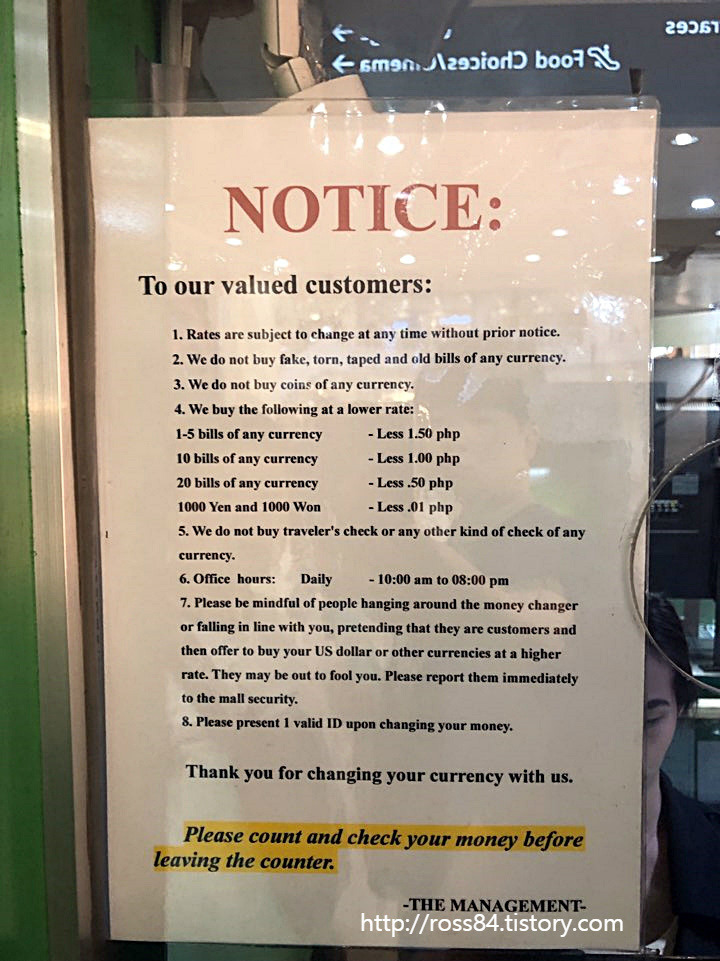 Food Choices/Cinema
NOTICE:
To our valued customers:
1. Rates are subject to change at any time without prior notice.
2. We do not buy fake, torn, taped and old bills of any currency.
3. We do not buy coins of any currency.
4. We buy the following at a lower rate:
1-5 bills of any currency - Less 1.50 php
10 bills of any currency - Less 1.00 php
20 bills of any currency - Less .50 php
1000 Yen and 1000 Won - Less .01 php
5. We do not buy traveler's check or any other kind of check of any
currency.
6. Office hours: Daily - 10:00 am to 08:00 pm
7. Please be mindful of people hanging around the money changer
or falling in line with you, pretending that they are customers and
then offer to buy your US dollar or other currencies at a higher
rate. They may be out to fool you. Please report them immediately
to the mall security.
8. Please present 1 valid ID upon changing your money.
Thank you for changing your currency with us.
Please count and check your money before
leaving the counter.
-THE MANAGEMENT-
http://ross84.tistory.com